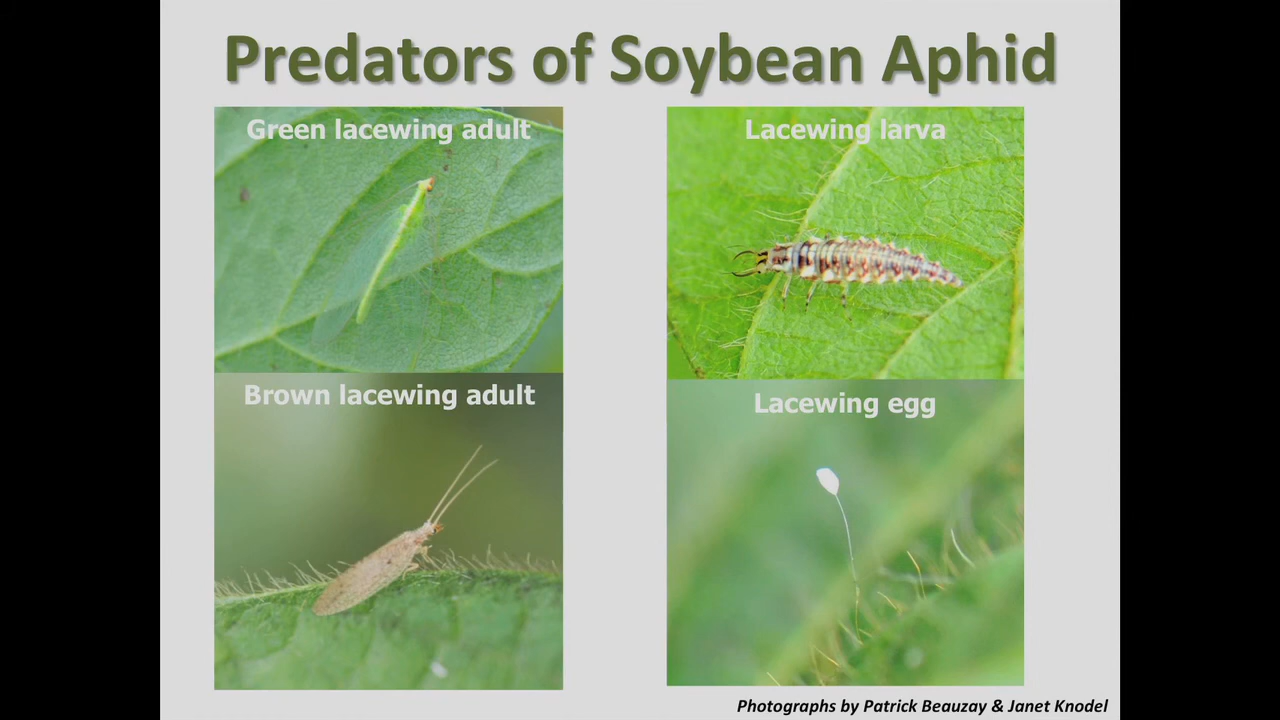 Predators of Soybean Aphid
Green lacewing adult
Lacewing larva
Brown lacewing adult
Lacewing egg
Photographs by Patrick Beauzay & Janet Knodel